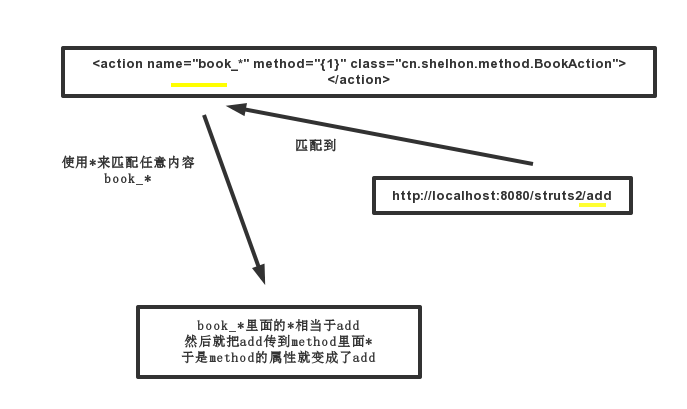 <action name="book_*" method="{1}" class="cn.shelhon.method.BookAction">
</action>
匹配到
使用*来匹配任意内容
book_*
http://localhost:8080/struts2/add
book_*里面的*相当于add
然后就把add传到method里面*
于是method的属性就变成了add